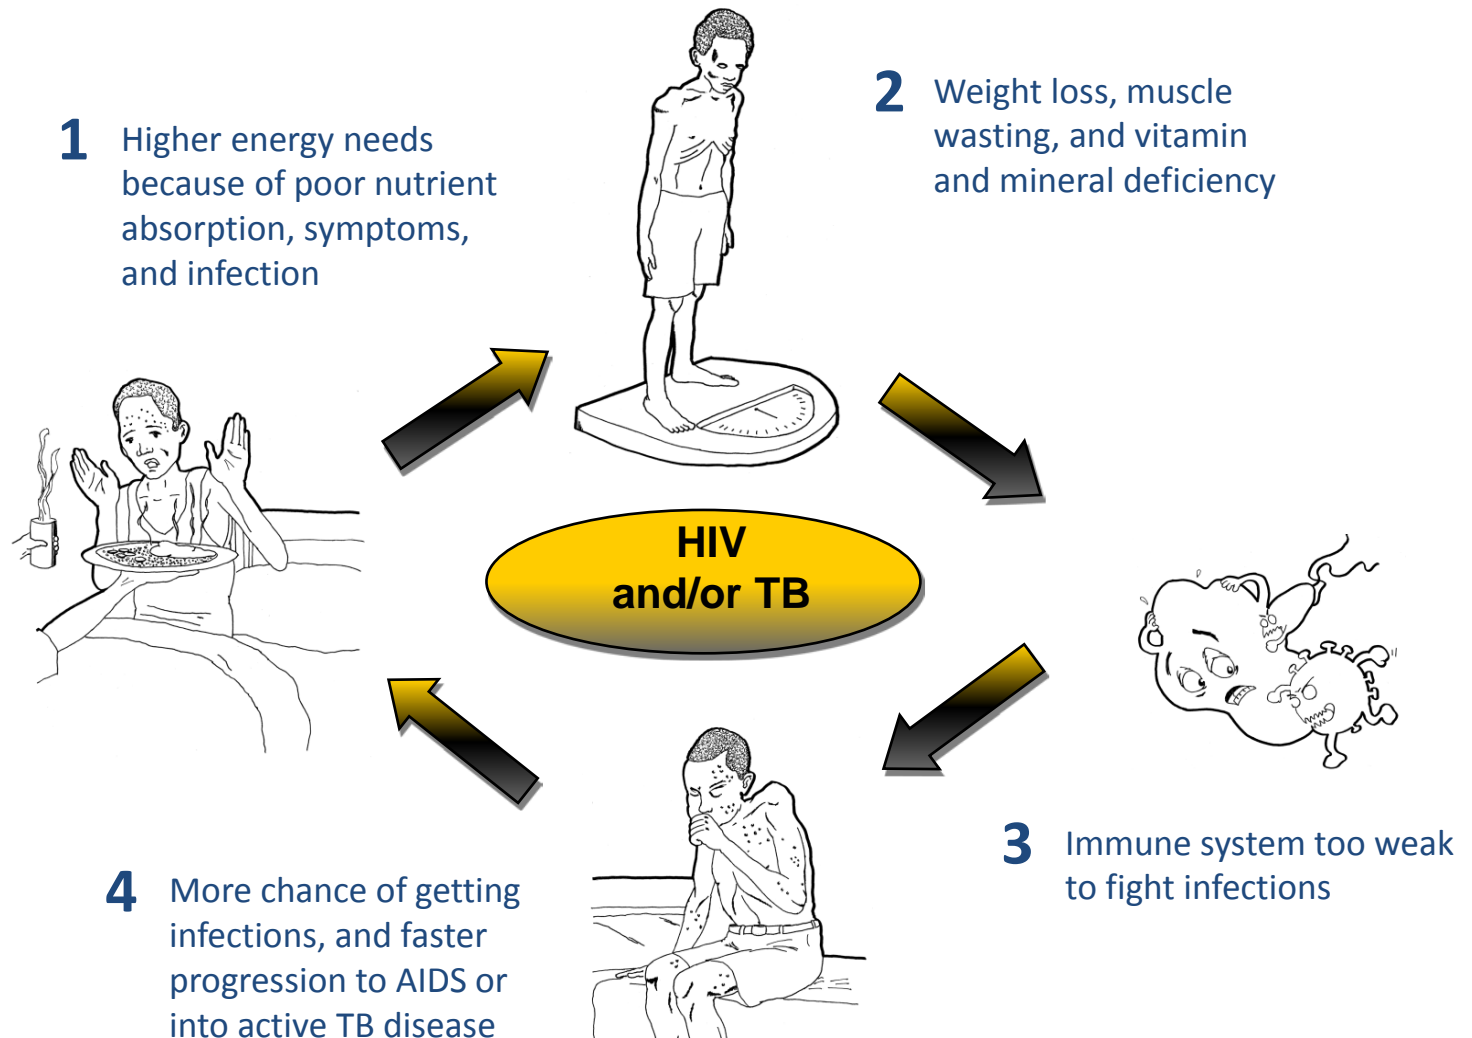 1
Higher energy needs
because of poor nutrient
absorption, symptoms,
and infection
2
Weight loss, muscle
wasting, and vitamin
and mineral deficiency
HIV
and/or TB
3
Immune system too weak
to fight infections
4
More chance of getting
infections, and faster
progression to AIDS or
into active TB disease